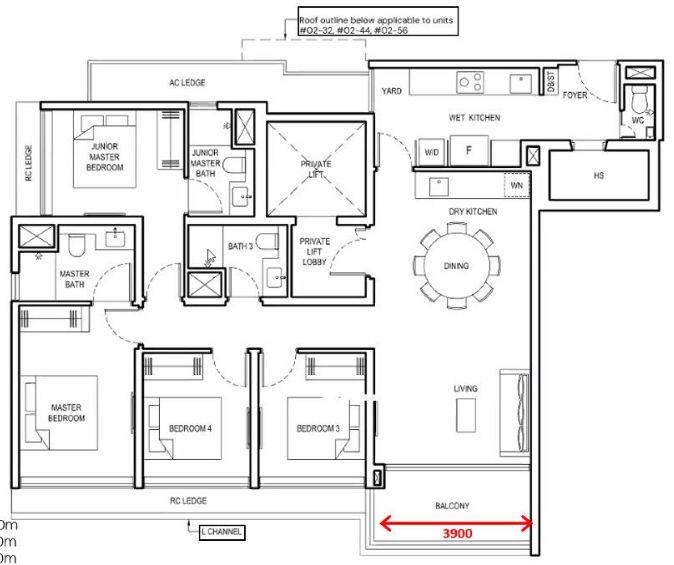 Roof outline below applicable to units
#02-32, #02-44, #02-56
AC LEDGE
YARD
DB/ST
FOYER
WET KITCHEN
WC
RC LEDGE
JUNIOR
MASTER
BEDROOM
JUNIOR
MASTER
BATH
PRIVATE
LIFT
W/D
F
HS
WN
DRY KITCHEN
PRIVATE
LIFT
LOBBY
BATH 3
MASTER
BATH
DINING
LIVING
MASTER
BEDROOM
BEDROOM 4
BEDROOM 3
RC LEDGE
BALCONY
3900
L CHANNEL
0m
0m
0m